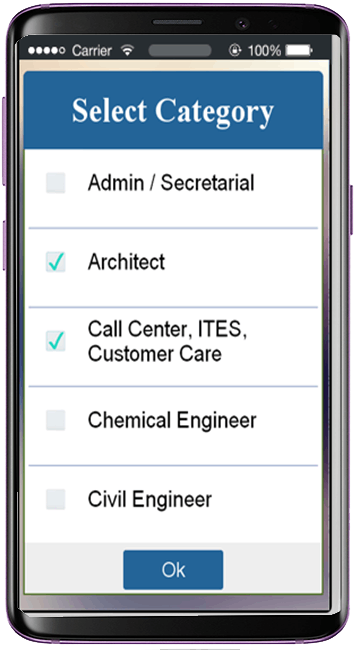 Carrier 100%
Select Category
Admin / Secretarial
Architect
Call Center, ITES,
Customer Care
Chemical Engineer
Civil Engineer
Ok